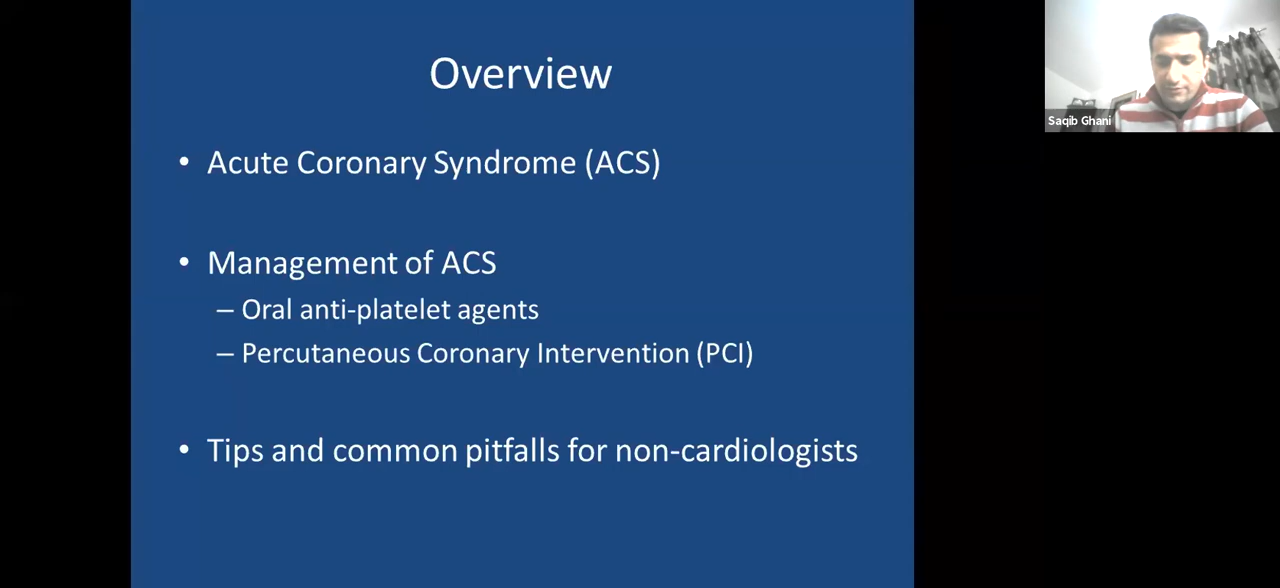 Overview
• Acute Coronary Syndrome (ACS)
• Management of ACS
– Oral anti-platelet agents
– Percutaneous Coronary Intervention (PCI)
• Tips and common pitfalls for non-cardiologists
Saqib Ghani